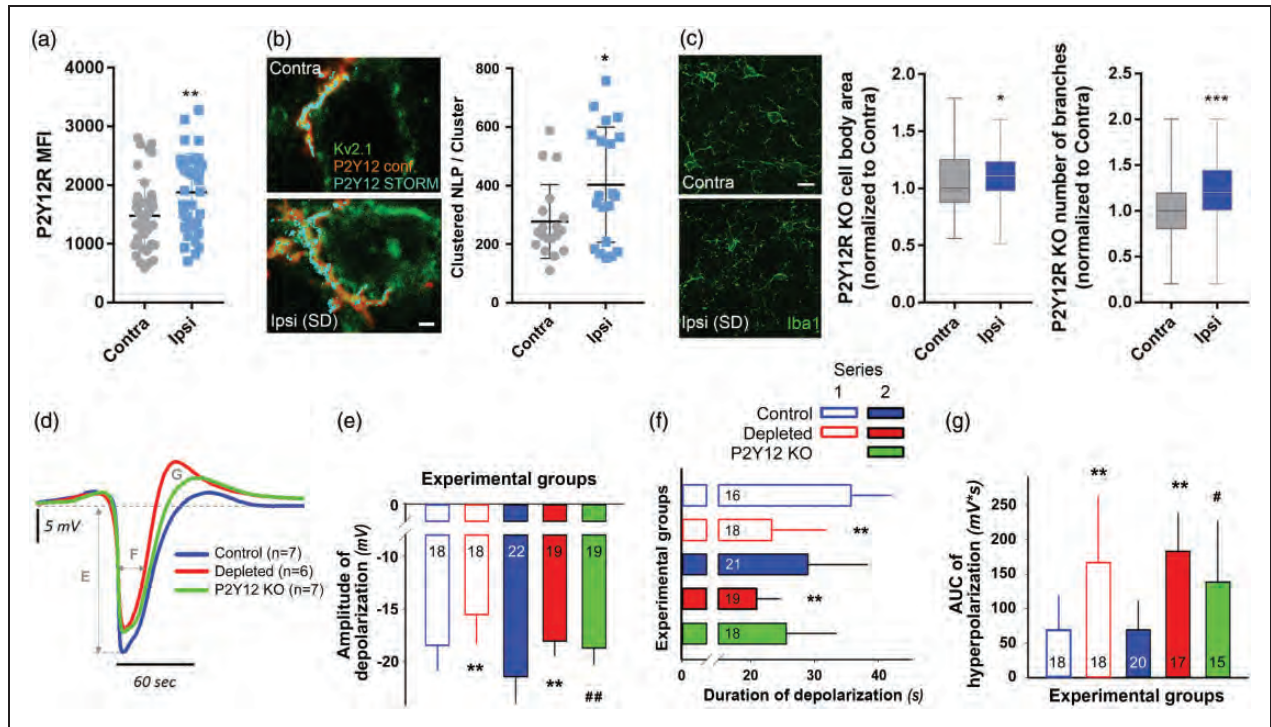 (a)
4000
3000
2000
1000
0
P2Y12R MFI
**
Contra
Ipsi
(b)
Contra
Kv2.1
P2Y12 conf.
P2Y12 STORM
Ipsi (SD)
800
600
400
200
0
Clustered NLP / Cluster
*
Contra
Ipsi
(c)
Contra
Ipsi (SD)
Iba1
2.0
1.5
1.0
0.5
0.0
P2Y12R KO cell body area
(normalized to Contra)
*
Contra
Ipsi
2.5
2.0
1.5
1.0
0.5
0.0
P2Y12R KO number of branches
(normalized to Contra)
***
Contra
Ipsi
Series
1 2
Control
Depleted
P2Y12 KO
(d)
G
5 mV
F
E
Control (n=7)
Depleted (n=6)
P2Y12 KO (n=7)
60 sec
(e)
Experimental groups
0
-10
-15
-20
Amplitude of
depolarization (mV)
18 18 22 19 19
** ** ##
(f)
Experimental groups
16
18 **
21
19 **
18
0 20 30 40
Duration of depolarization (s)
(g)
AUC of
hyperpolarization (mV*s)
250
200
150
100
50
0
** ** #
18 18 20 17 15
Experimental groups